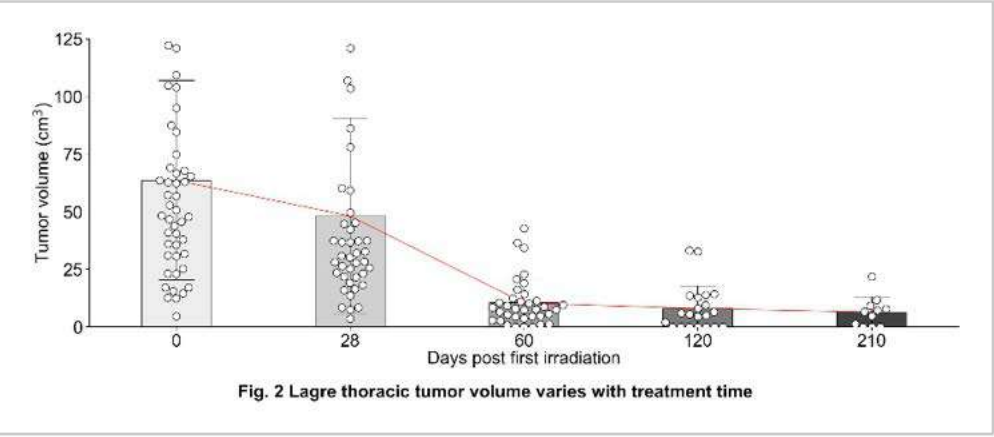 125
100
75
50
25
0
Tumor volume (cm³)
0 28 60 120 210
Days post first irradiation
Fig. 2 Lagre thoracic tumor volume varies with treatment time